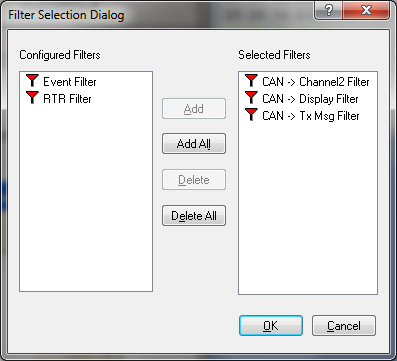 Filter Selection Dialog
Configured Filters
Event Filter
RTR Filter
Add
Add All
Delete
Delete All
Selected Filters
CAN -> Channel2 Filter
CAN -> Display Filter
CAN -> Tx Msg Filter
OK
Cancel